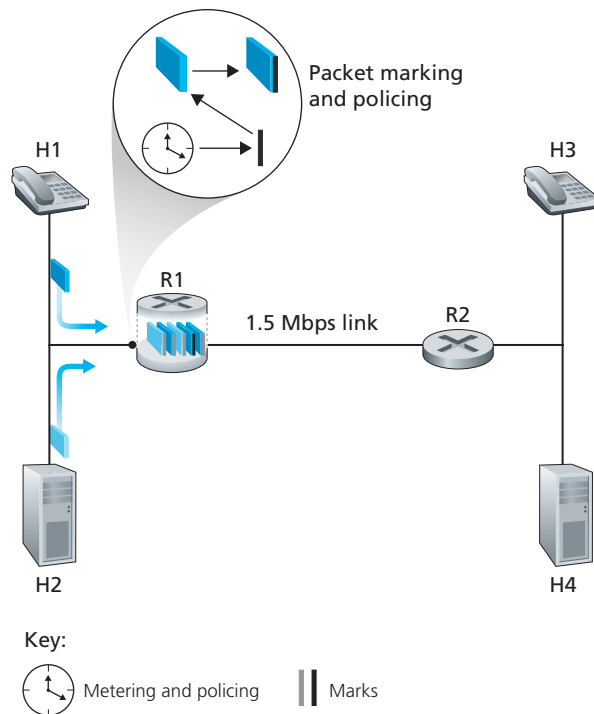 Packet marking
and policing
H1
H3
R1
1.5 Mbps link
R2
H2
H4
Key:
Metering and policing
Marks